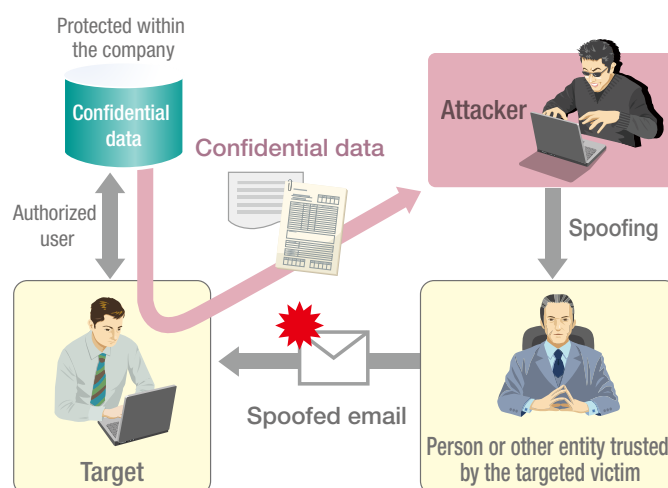 Protected within
the company
Confidential
data
Attacker
Confidential data
Authorized
user
Spoofing
Spoofed email
Target
Person or other entity trusted
by the targeted victim